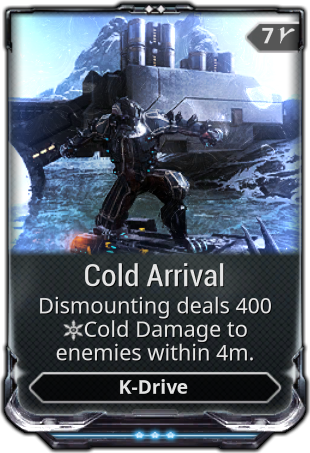 7
Cold Arrival
Dismounting deals 400
Cold Damage to
enemies within 4m.
K-Drive